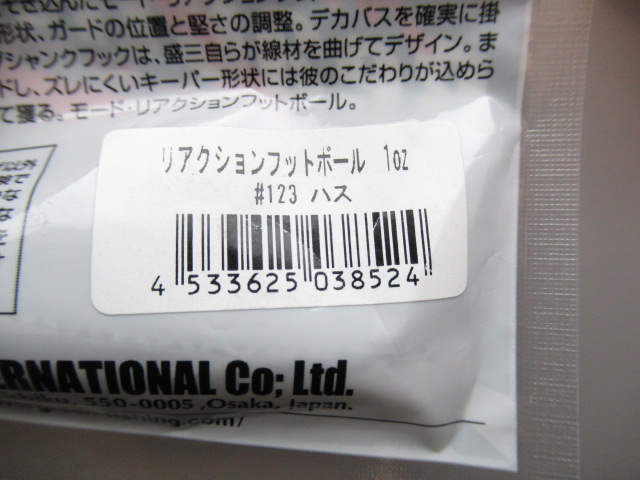 形状、ガードの位置と堅さの調整。デカバスを確実に掛
シャンクフックは、盛三自らが線材を曲げてデザイン。ま
ドし、ズレにくいキーパー形状には彼のこだわりが込めら
て獲る。モード・リアクションフットボール。
リアクションフットボール 1oz
#123 ハス
4 533625 038524
ERNATIONAL Co; Ltd.
550-0005 ,Osaka, Japan.